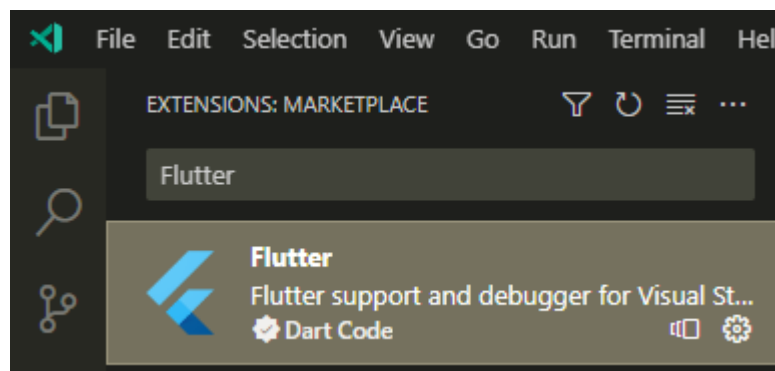 File Edit Selection View Go Run Terminal Hel
EXTENSIONS: MARKETPLACE
Flutter
Flutter
Flutter support and debugger for Visual St...
Dart Code